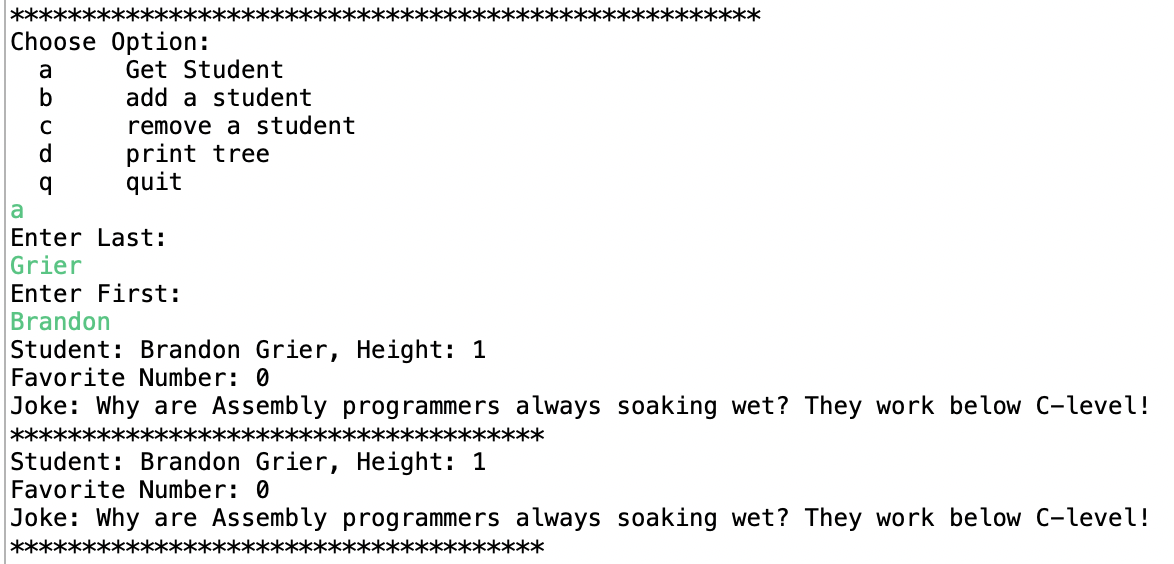 ****************************************************
Choose Option:
  a     Get Student
  b     add a student
  c     remove a student
  d     print tree
  q     quit
a
Enter Last:
Grier
Enter First:
Brandon
Student: Brandon Grier, Height: 1
Favorite Number: 0
Joke: Why are Assembly programmers always soaking wet? They work below C-level!
*************************************
Student: Brandon Grier, Height: 1
Favorite Number: 0
Joke: Why are Assembly programmers always soaking wet? They work below C-level!
*************************************